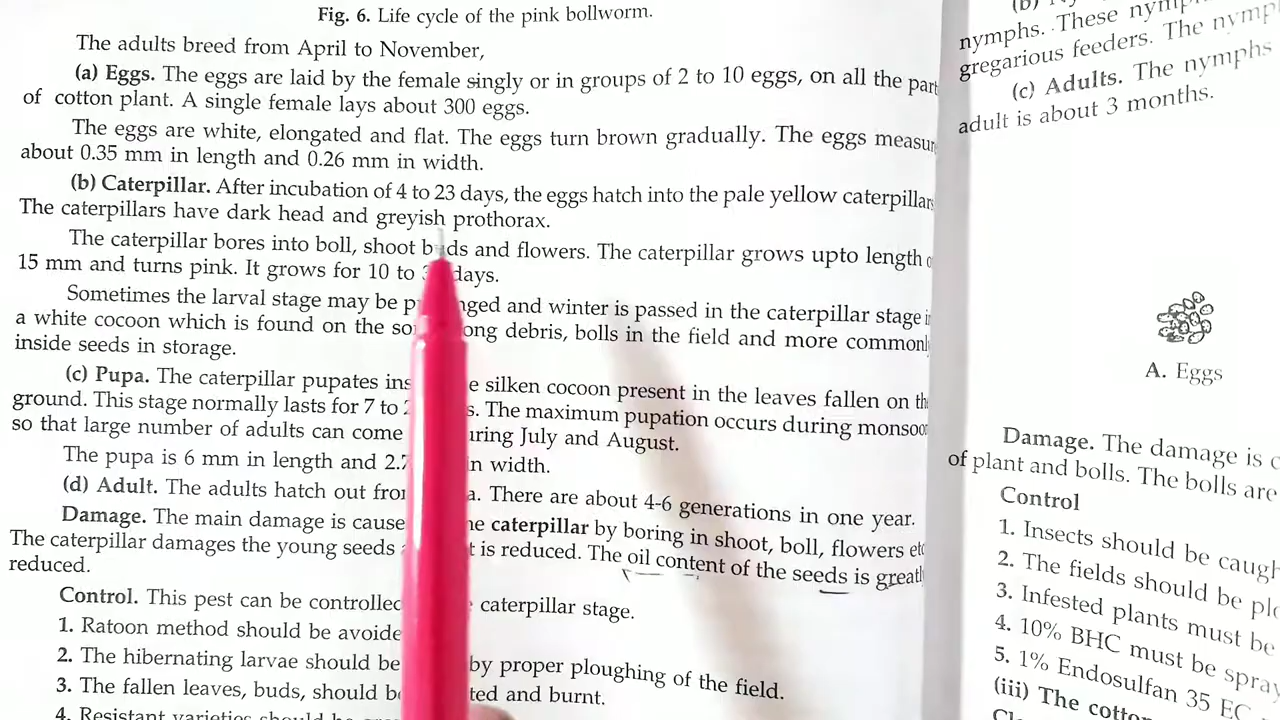 Fig. 6. Life cycle of the pink bollworm.
The adults breed from April to November,
(a) Eggs. The eggs are laid by the female singly or in groups of 2 to 10 eggs, on all the part
of cotton plant. A single female lays about 300 eggs.
The eggs are white, elongated and flat. The eggs turn brown gradually. The eggs measur
about 0.35 mm in length and 0.26 mm in width.
(b) Caterpillar. After incubation of 4 to 23 days, the eggs hatch into the pale yellow caterpillar
The caterpillars have dark head and greyish prothorax.
The caterpillar bores into boll, shoot b ds and flowers. The caterpillar grows upto length
15 mm and turns pink. It grows for 10 to days.
Sometimes the larval stage may be p nged and winter is passed in the caterpillar stage
a white cocoon which is found on the so ong debris, bolls in the field and more commonl
inside seeds in storage.
(c) Pupa. The caterpillar pupates ins e silken cocoon present in the leaves fallen on th
ground. This stage normally lasts for 7 to s. The maximum pupation occurs during monsoo
so that large number of adults can come uring July and August.
The pupa is 6 mm in length and 2.7 in width.
(d) Adult. The adults hatch out fro a. There are about 4-6 generations in one year.
Damage. The main damage is cause he caterpillar by boring in shoot, boll, flowers etc
The caterpillar damages the young seeds t is reduced. The oil content of the seeds is greatl
reduced.
Control. This pest can be controlled caterpillar stage.
1. Ratoon method should be avoide
2. The hibernating larvae should be by proper ploughing of the field.
3. The fallen leaves, buds, should b ted and burnt.
4. Resistant varieties should be
nymphs. These nymp
gregarious feeders. The nymp
(c) Adults. The nymphs
adult is about 3 months.
A. Eggs
Damage. The damage is c
of plant and bolls. The bolls are
Control
1. Insects should be caugh
2. The fields should be plo
3. Infested plants must be
4. 10% BHC must be spray
5. 1% Endosulfan 35 EC
(iii) The cotto